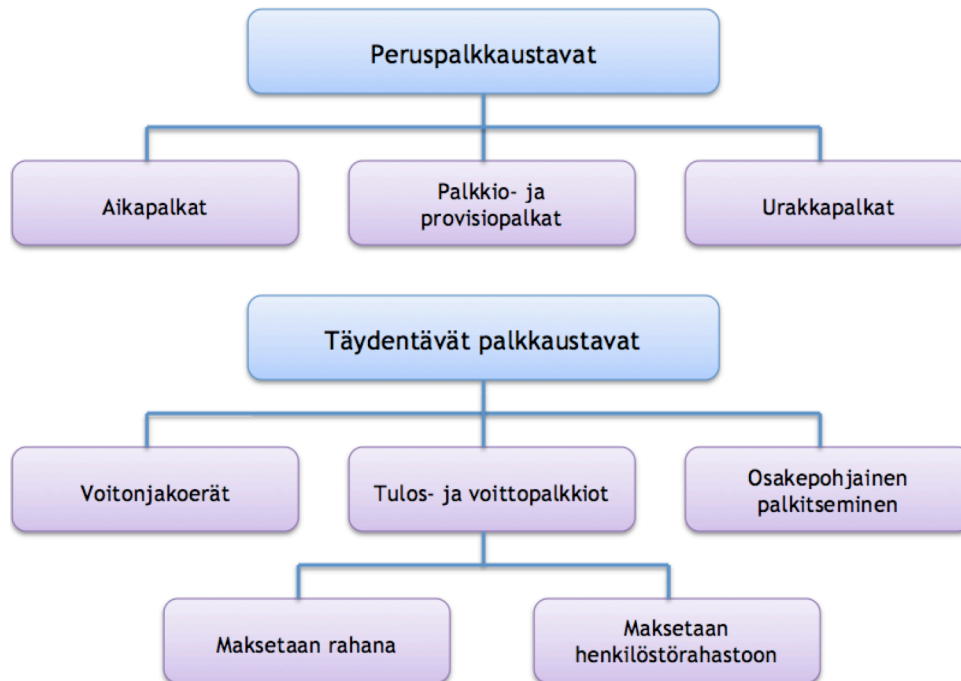 Peruspalkkaustavat
Aikapalkat
Palkkio- ja
provisiopalkat
Urakkapalkat
Täydentävät palkkaustavat
Voitonjakoerät
Tulos- ja voittopalkkiot
Osakepohjainen
palkitseminen
Maksetaan rahana
Maksetaan
henkilöstörahastoon